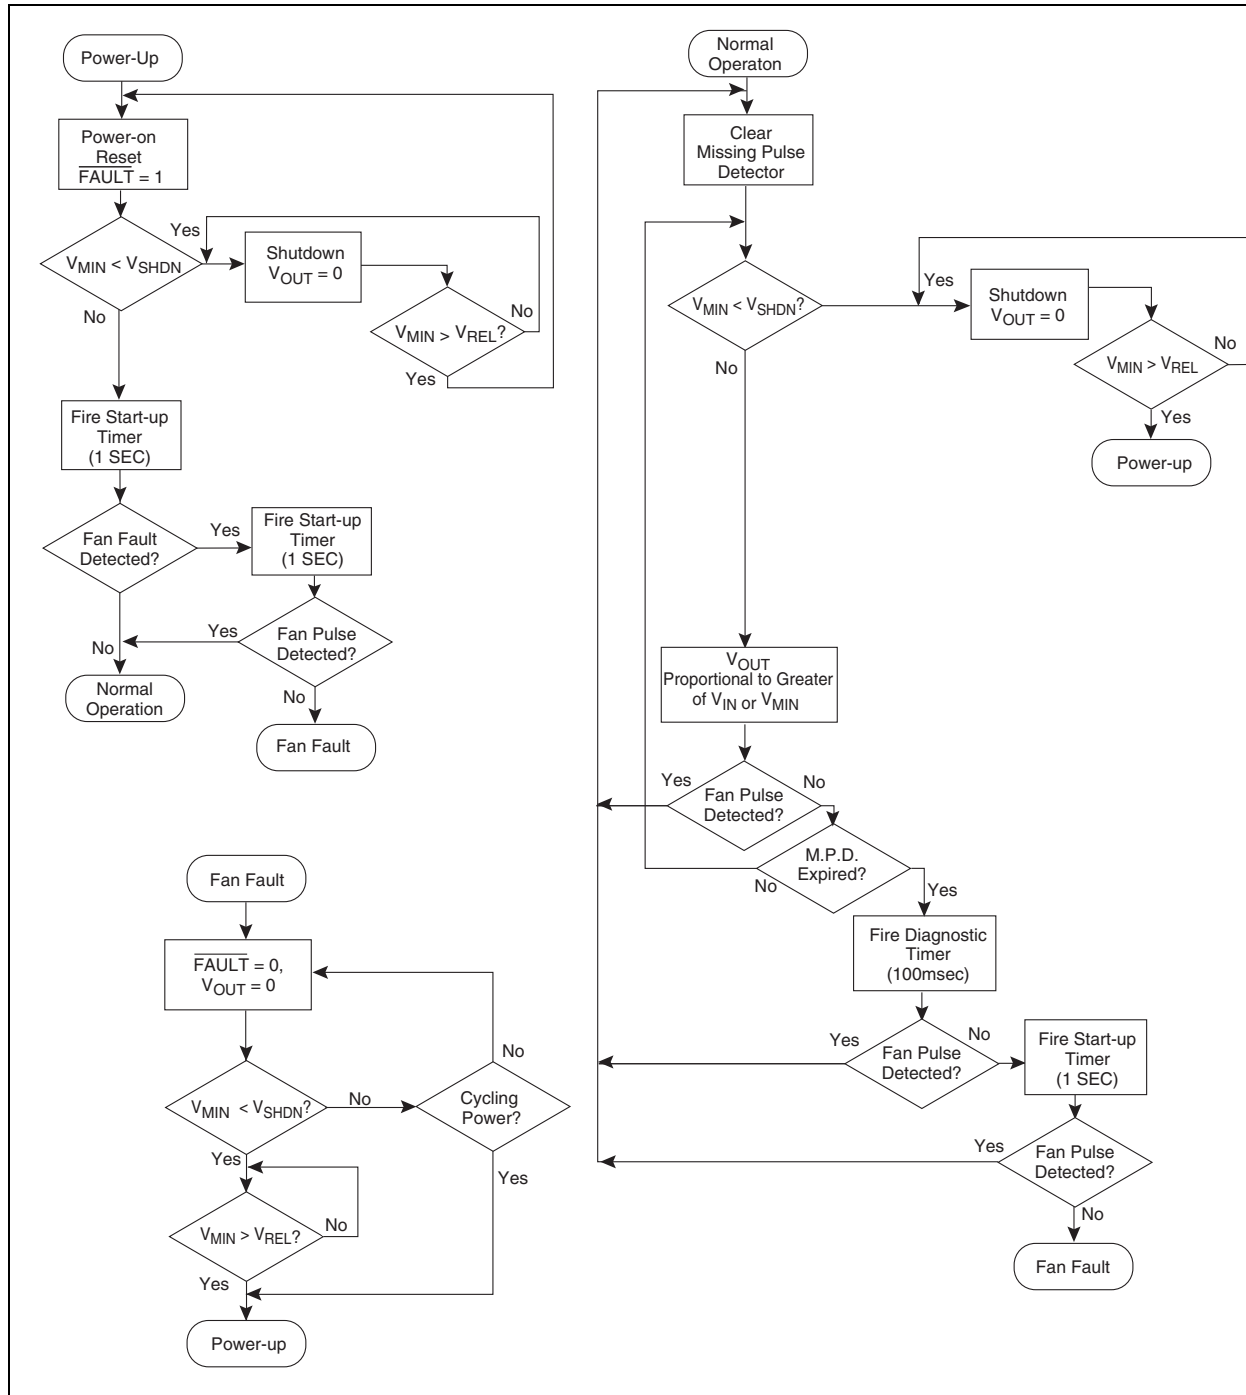 Power-Up
Power-on
Reset
FAULT = 1
Yes
VMIN < VSHDN
No
Shutdown
VOUT = 0
No
VMIN > VREL?
Yes
Fire Start-up
Timer
(1 SEC)
Fan Fault
Detected?
Yes
Fire Start-up
Timer
(1 SEC)
No
Yes
Fan Pulse
Detected?
Normal
Operation
No
Fan Fault
Fan Fault
FAULT = 0,
VOUT = 0
VMIN < VSHDN?
No
No
Cycling
Power?
Yes
Yes
VMIN > VREL?
No
Yes
Power-up
Normal
Operaton
Clear
Missing Pulse
Detector
VMIN < VSHDN?
Yes
No
Shutdown
VOUT = 0
No
VMIN > VREL
Yes
Power-up
VOUT
Proportional to Greater
of VIN or VMIN
Yes
No
Fan Pulse
Detected?
M.P.D.
Expired?
No
Yes
Fire Diagnostic
Timer
(100msec)
Yes
No
Fan Pulse
Detected?
Fire Start-up
Timer
(1 SEC)
Yes
Fan Pulse
Detected?
No
Fan Fault